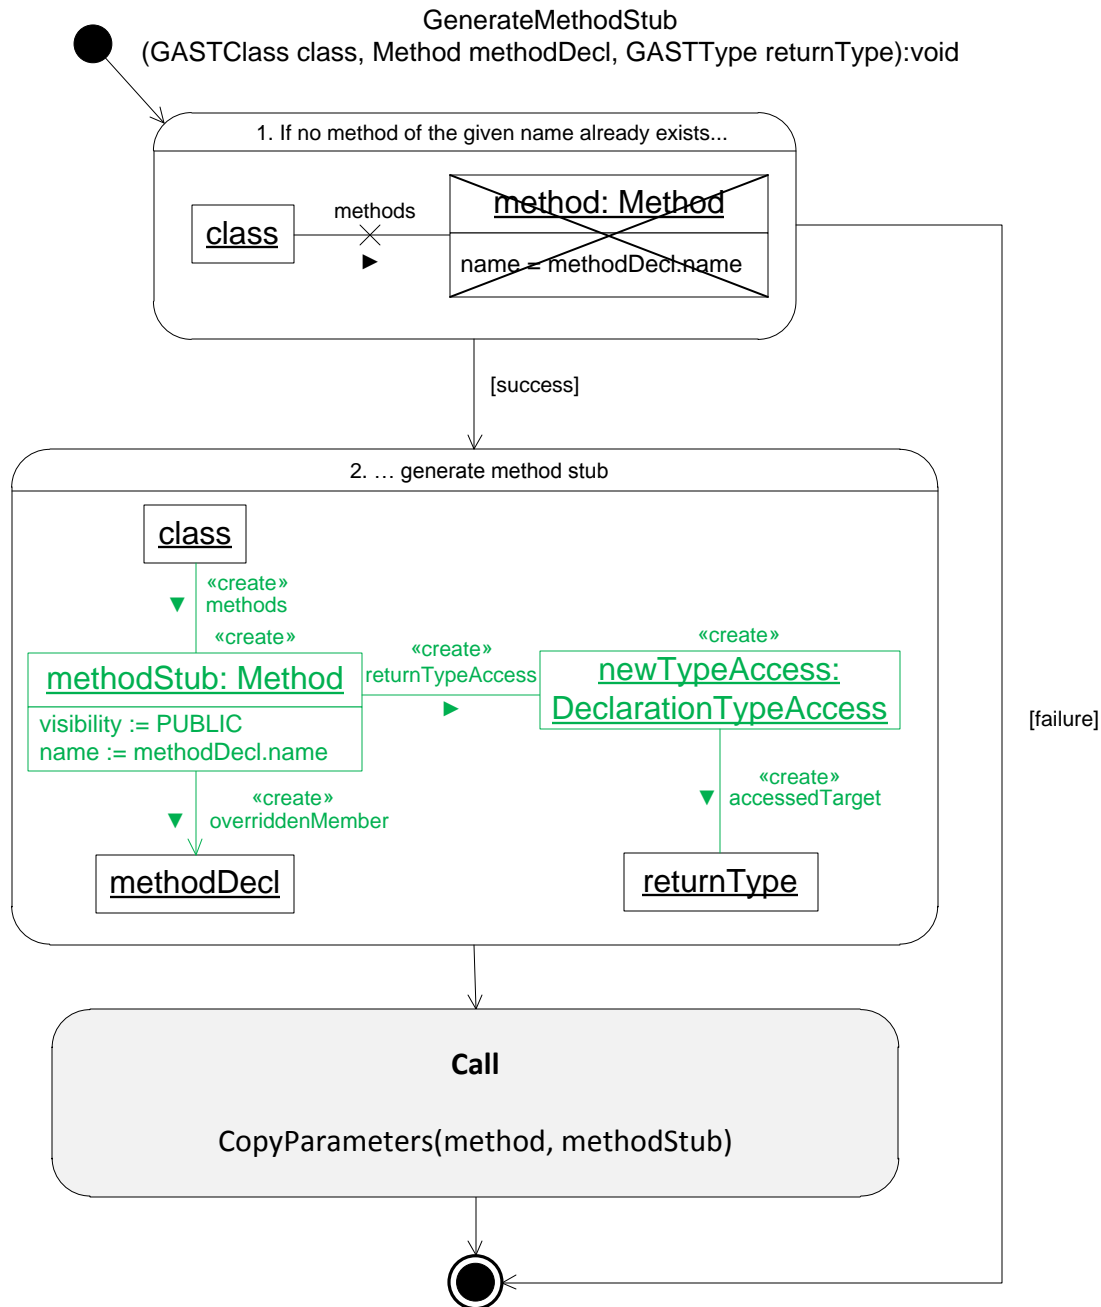 GenerateMethodStub
(GASTClass class, Method methodDecl, GASTType returnType):void
1. If no method of the given name already exists...
methods
class
method: Method
name = methodDecl.name
[success]
2. … generate method stub
class
«create»
methods
«create»
methodStub: Method
visibility := PUBLIC
name := methodDecl.name
«create»
returnTypeAccess
«create»
newTypeAccess:
DeclarationTypeAccess
[failure]
«create»
overriddenMember
«create»
accessedTarget
methodDecl
returnType
Call
CopyParameters(method, methodStub)